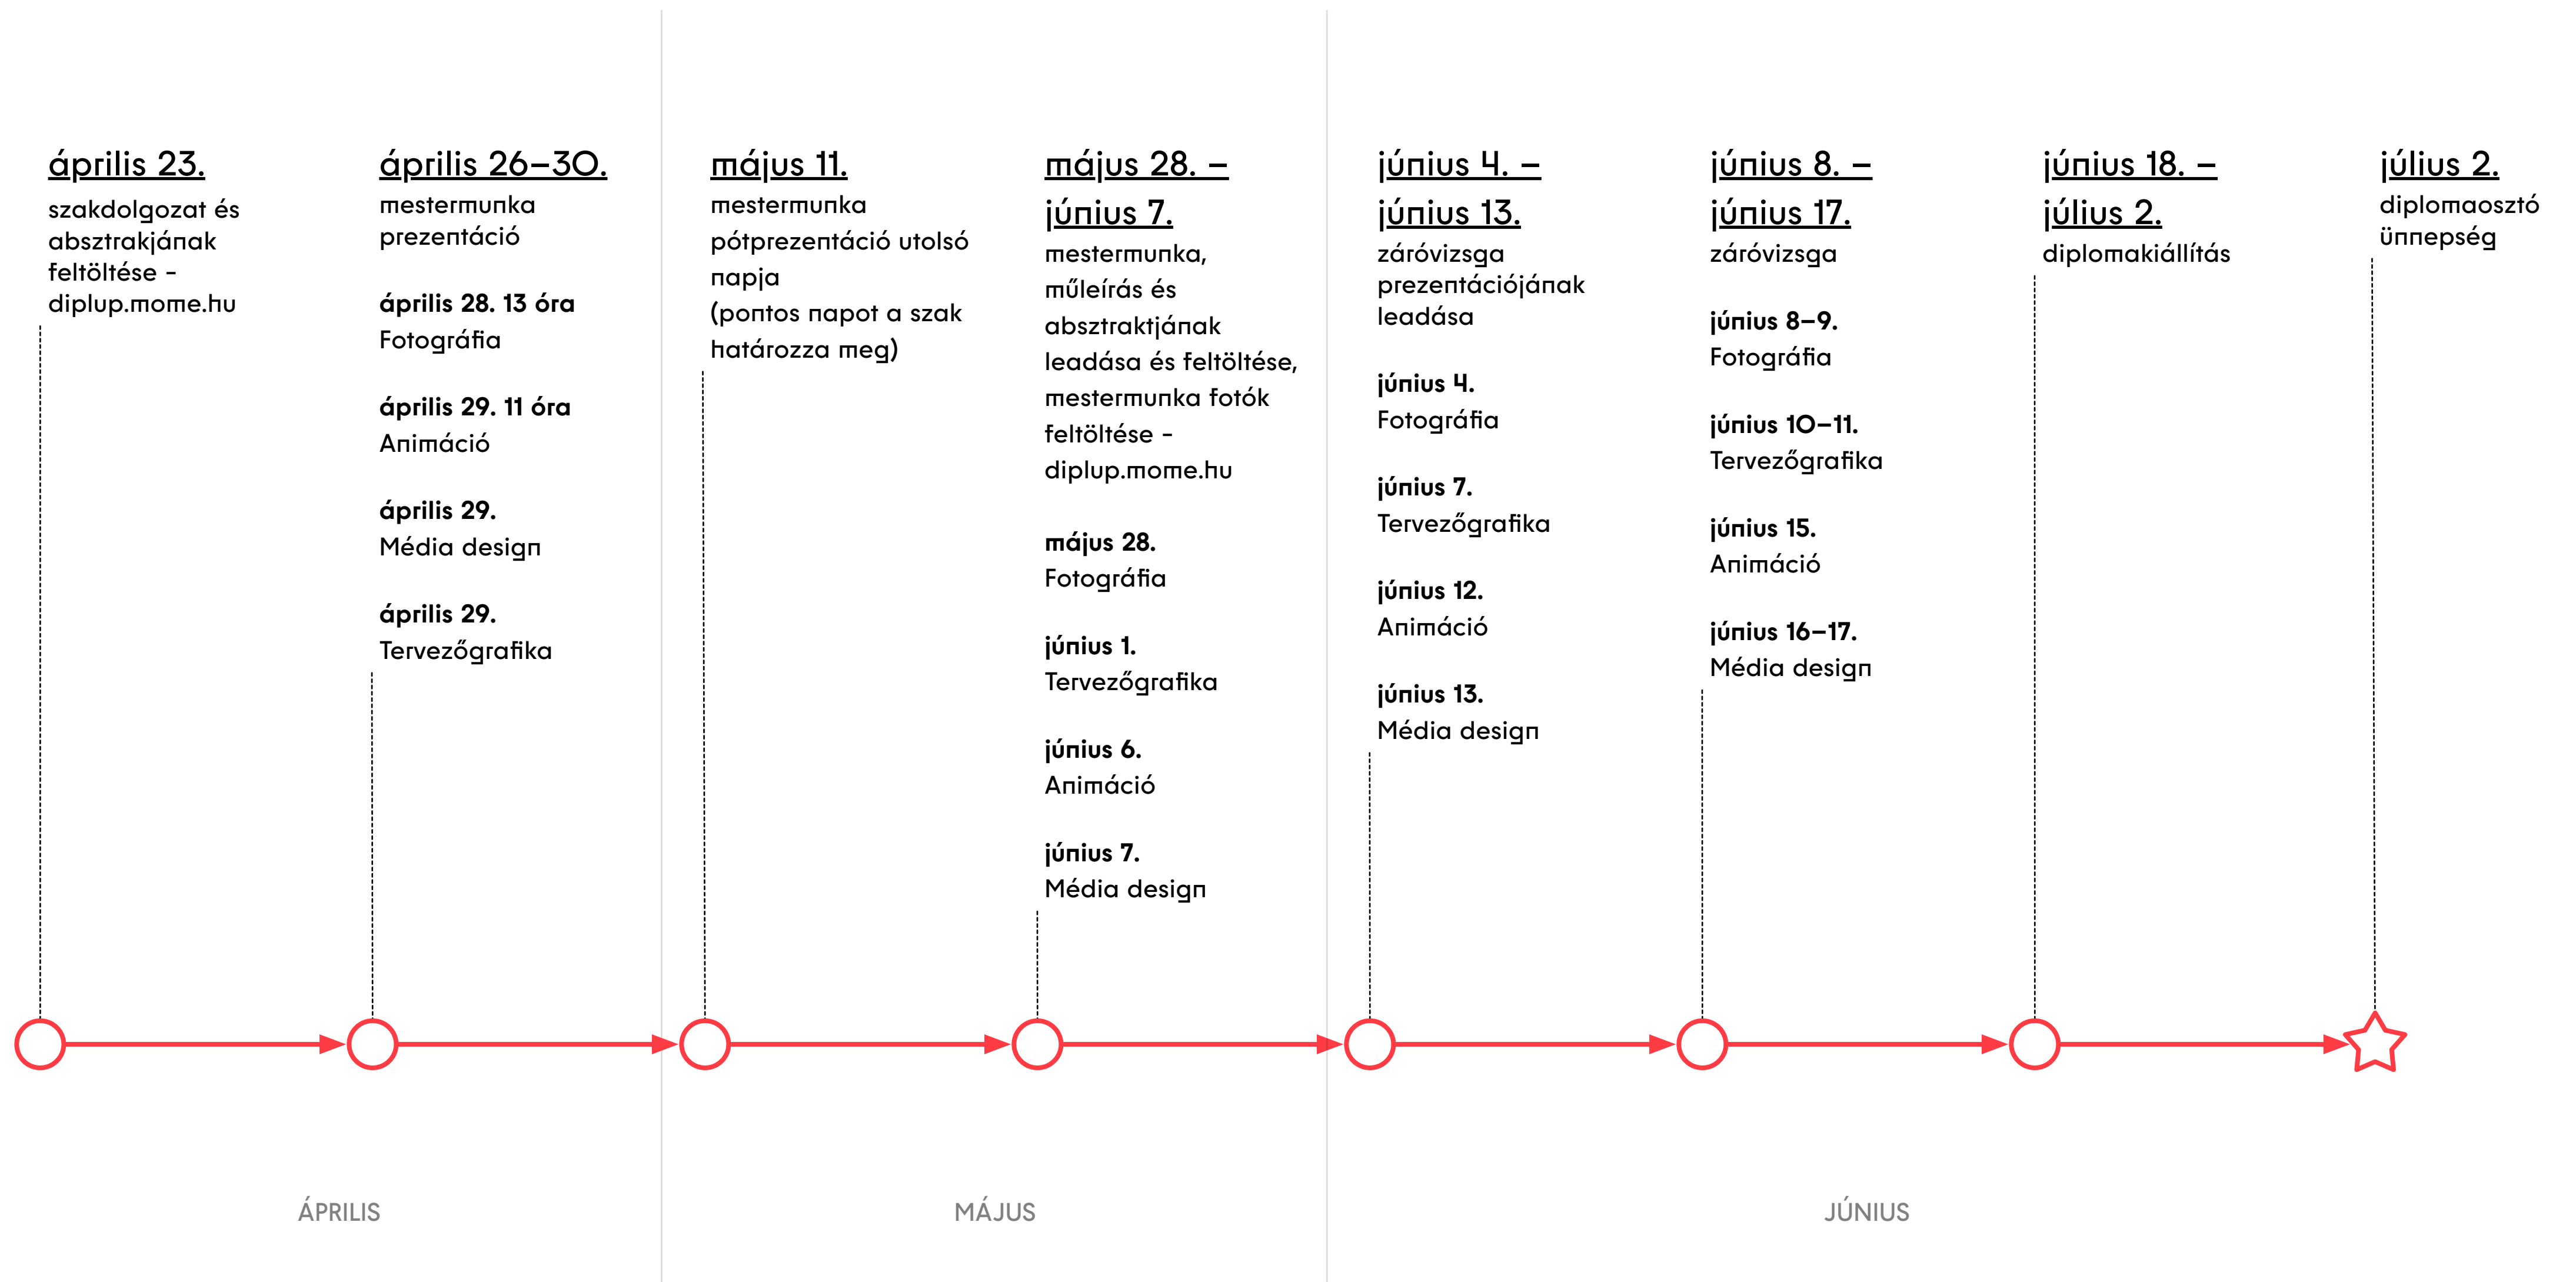 április 23.
szakdolgozat és
absztrakjának
feltöltése -
diplup.mome.hu
április 26–30.
mestermunka
prezentáció
április 28. 13 óra
Fotográfia
április 29. 11 óra
Animáció
április 29.
Média design
április 29.
Tervezőgrafika
május 11.
mestermunka
pótprezentáció utolsó
napja
(pontos napot a szak
határozza meg)
május 28. –
június 7.
mestermunka,
műleírás és
absztraktjának
leadása és feltöltése,
mestermunka fotók
feltöltése -
diplup.mome.hu
május 28.
Fotográfia
június 1.
Tervezőgrafika
június 6.
Animáció
június 7.
Média design
június 4. –
június 13.
záróvizsga
prezentációjának
leadása
június 4.
Fotográfia
június 7.
Tervezőgrafika
június 12.
Animáció
június 13.
Média design
június 8. –
június 17.
záróvizsga
június 8–9.
Fotográfia
június 10–11.
Tervezőgrafika
június 15.
Animáció
június 16–17.
Média design
június 18. –
július 2.
diplomakiállítás
július 2.
diplomaosztó
ünnepség
ÁPRILIS
MÁJUS
JÚNIUS